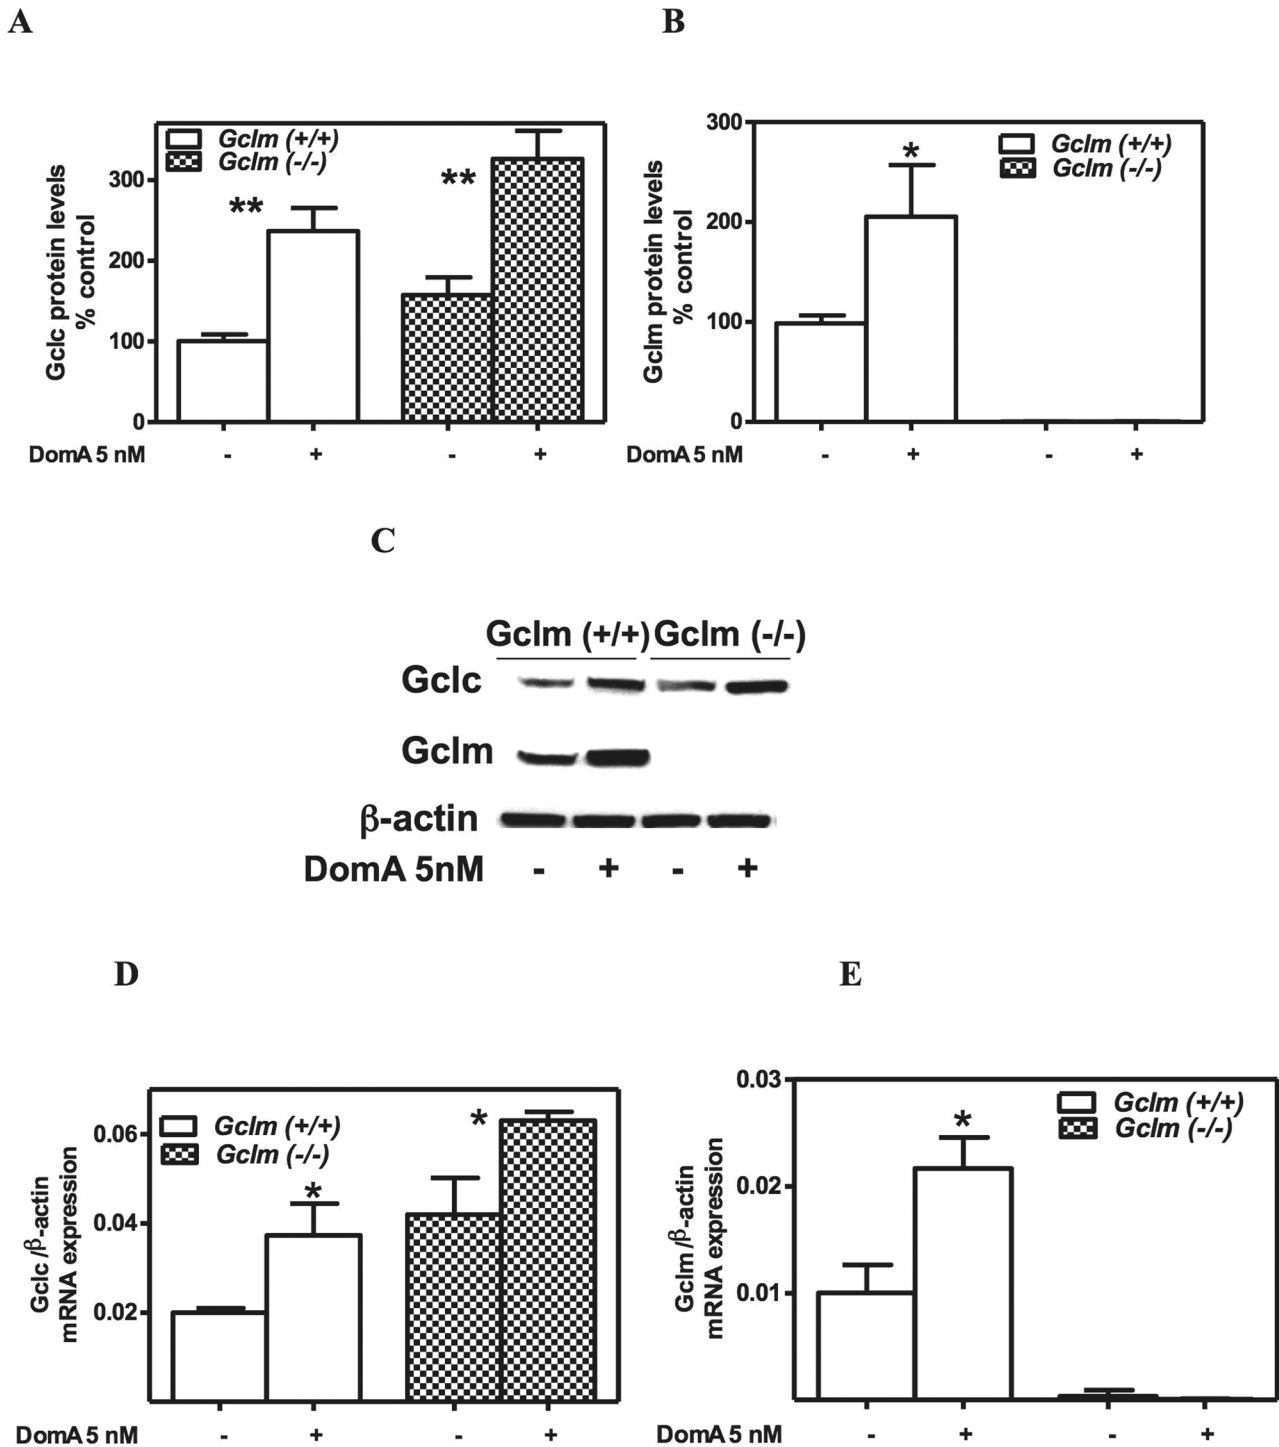 A
Gclm (+/+)
Gclm (-/-)
Gclc protein levels
% control
300
200
100
0
**
**
DomA 5 nM - + - +
B
Gclm (+/+)
Gclm (-/-)
Gclm protein levels
% control
300
200
100
0
*
DomA 5 nM - + - +
C
Gclm (+/+) Gclm (-/-)
Gclc
Gclm
β-actin
DomA 5nM - + - +
D
Gclm (+/+)
Gclm (-/-)
Gclc /β-actin
mRNA expression
0.06
0.04
0.02
*
*
DomA 5 nM - + - +
E
Gclm (+/+)
Gclm (-/-)
Gclm /β-actin
mRNA expression
0.03
0.02
0.01
*
DomA 5 nM - + - +